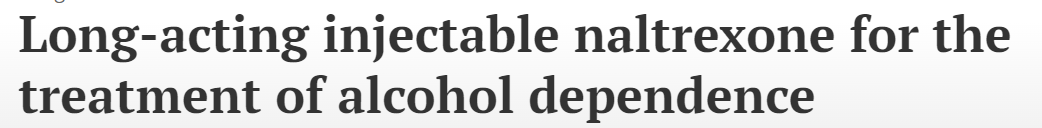 Long-acting injectable naltrexone for the
treatment of alcohol dependence